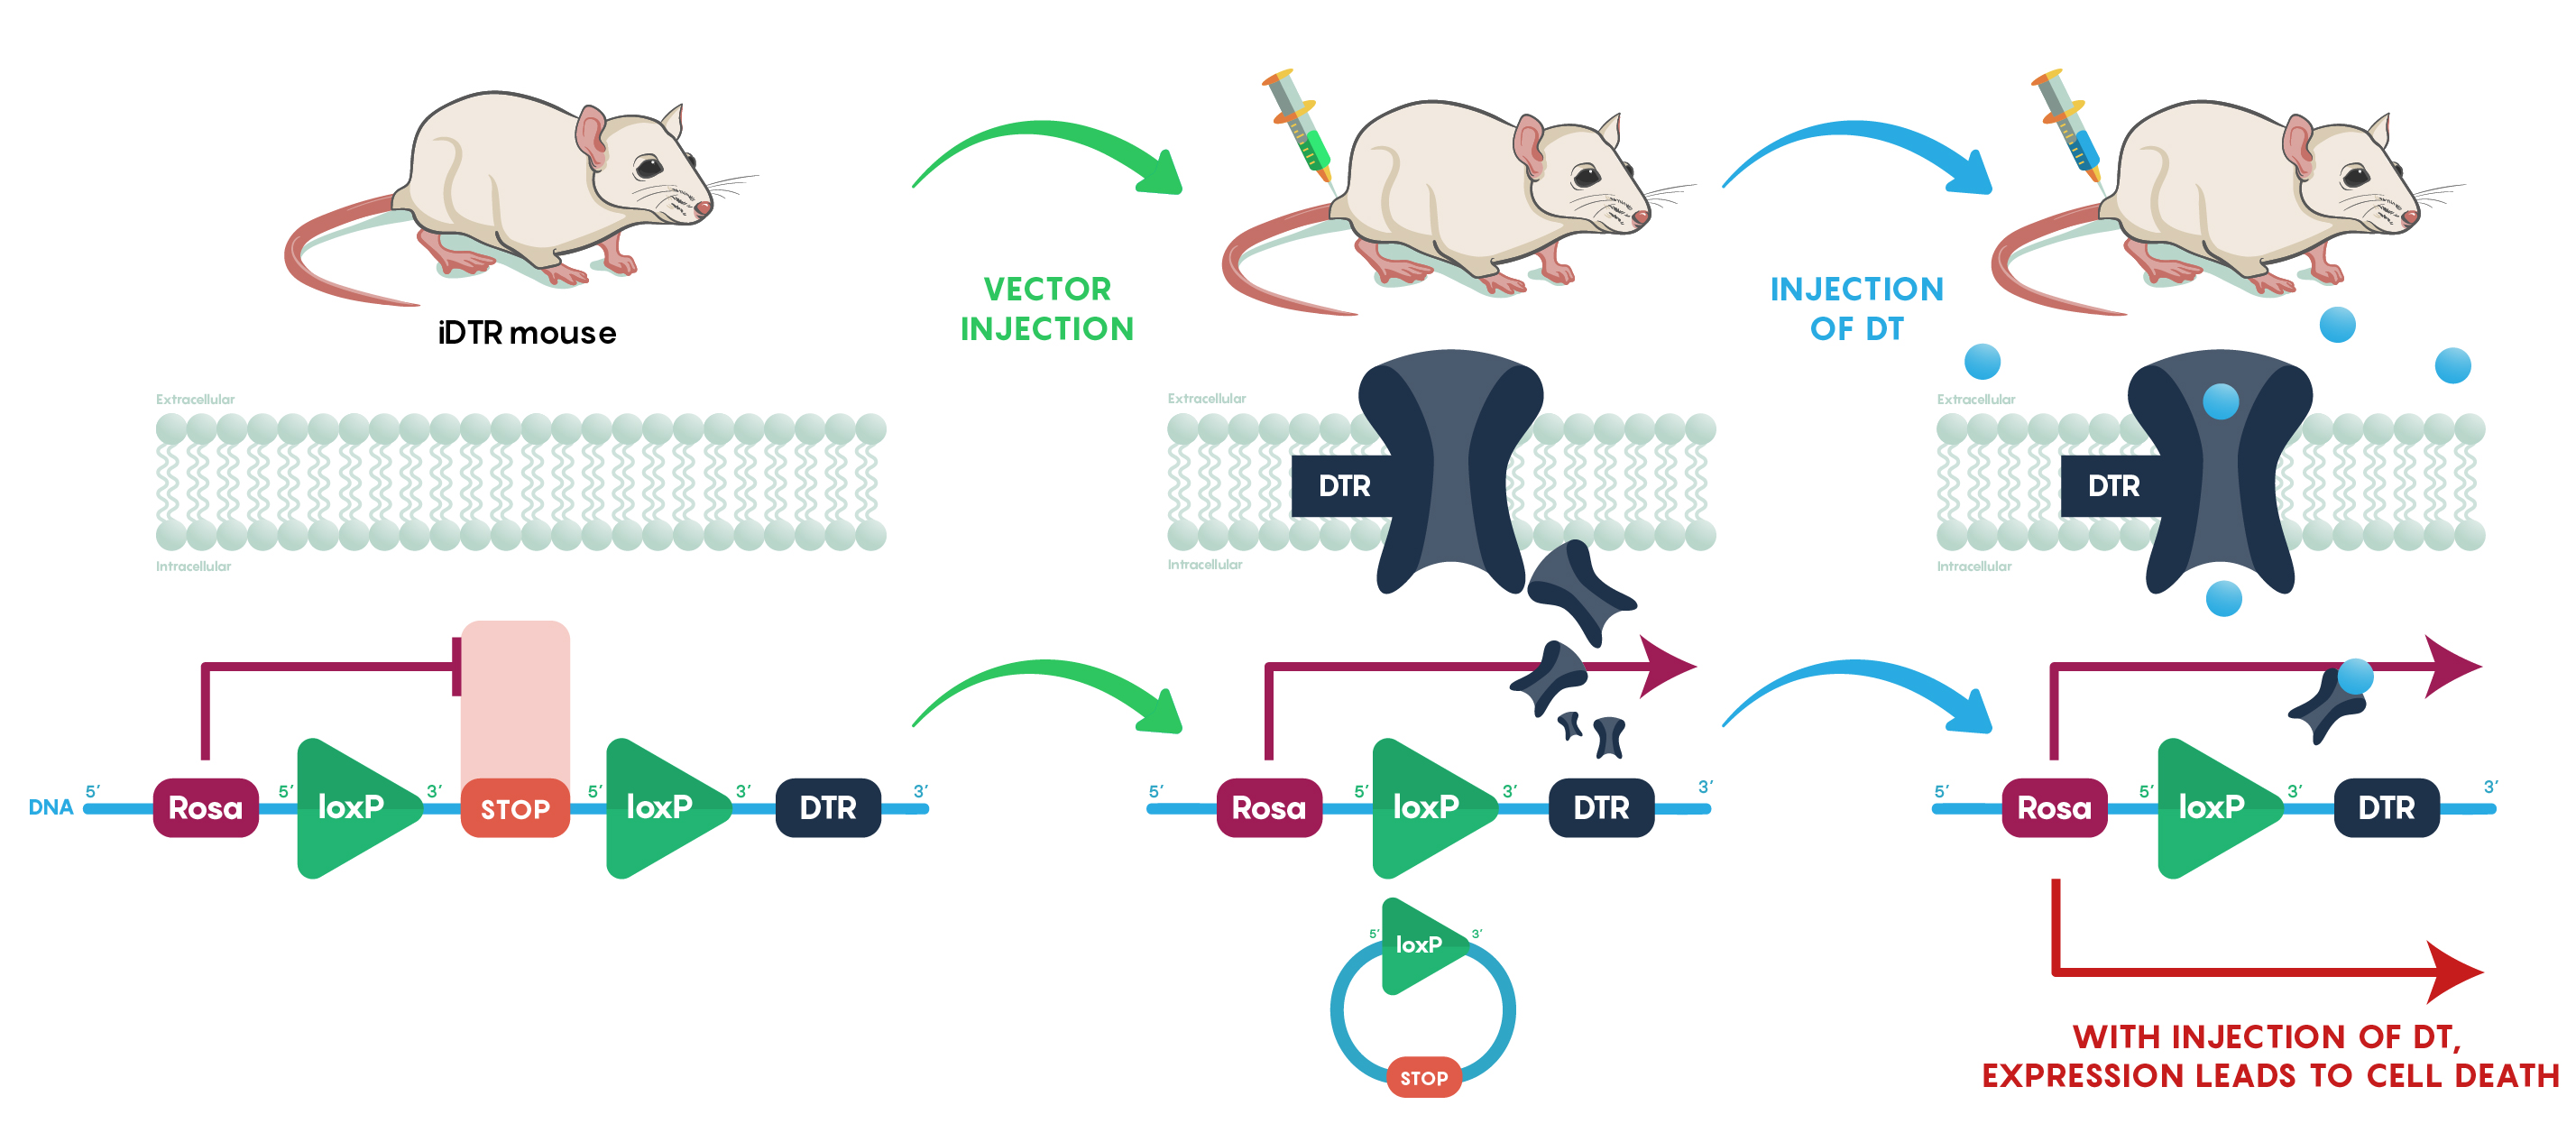 iDTR mouse
VECTOR
INJECTION
INJECTION
OF DT
Extracellular
Intracellular
Extracellular
DTR
Intracellular
Extracellular
DTR
Intracellular
DNA 5’ Rosa 5’ loxP 3’ STOP 5’ loxP 3’ DTR 3’
5’ Rosa 5’ loxP 3’ DTR 3’
5’ loxP 3’
STOP
5’ Rosa 5’ loxP 3’ DTR 3’
WITH INJECTION OF DT,
EXPRESSION LEADS TO CELL DEATH